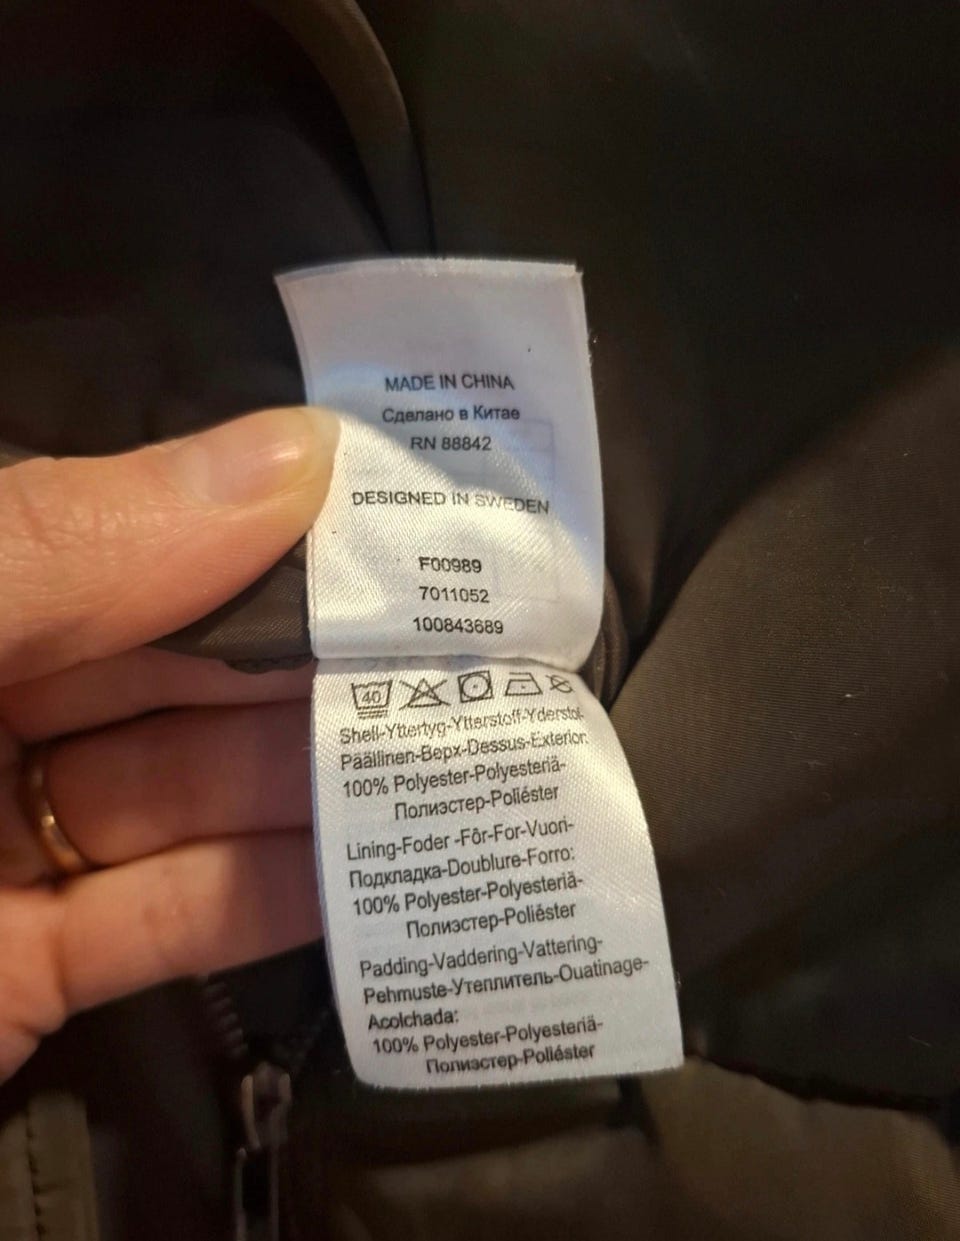 MADE IN CHINA
Сделано в Китае
RN 88842
DESIGNED IN SWEDEN
F00989
7011052
100843689
40
Shell-Yttertyg-Ytterstoff-Yderstof-
Päällinen-Верх-Dessus-Exterior:
100% Polyester-Polyesteriä-
Полиэстер-Poliéster
Lining-Foder -Fôr-For-Vuori-
Подкладка-Doublure-Forro:
100% Polyester-Polyesteriä-
Полиэстер-Poliéster
Padding-Vaddering-Vattering-
Pehmuste-Утеплитель-Ouatinage-
Acolchada:
100% Polyester-Polyesteriä-
Полиэстер-Poliéster